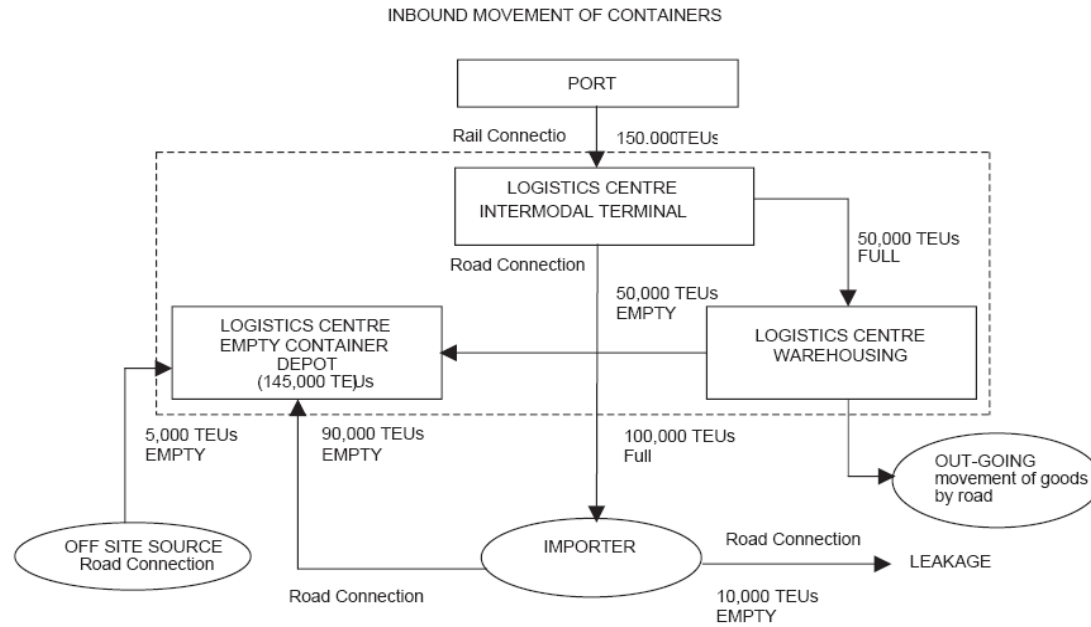 INBOUND MOVEMENT OF CONTAINERS
PORT
Rail Connectio
150.000TEUs
LOGISTICS CENTRE
INTERMODAL TERMINAL
Road Connection
50,000 TEUs
FULL
50,000 TEUs
EMPTY
LOGISTICS CENTRE
EMPTY CONTAINER
DEPOT
(145,000 TEUs)
LOGISTICS CENTRE
WAREHOUSING
5,000 TEUs
EMPTY
90,000 TEUs
EMPTY
100,000 TEUs
Full
OUT-GOING
movement of goods
by road
OFF SITE SOURCE
Road Connection
IMPORTER
Road Connection
LEAKAGE
Road Connection
10,000 TEUs
EMPTY